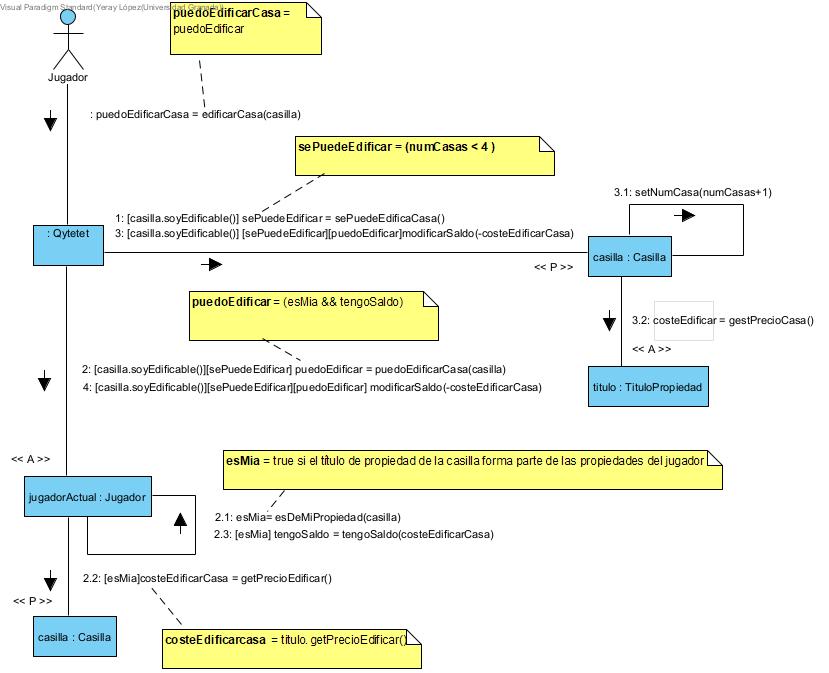 Visual Paradigm Standard(Yeray López(Universidad Granada))
puedoEdificarCasa =
puedoEdificar
Jugador
: puedoEdificarCasa = edificarCasa(casilla)
sePuedeEdificar = (numCasas < 4 )
3.1: setNumCasa(numCasas+1)
1: [casilla.soyEdificable()] sePuedeEdificar = sePuedeEdificaCasa()
3: [casilla.soyEdificable()] [sePuedeEdificar][puedoEdificar]modificarSaldo(-costeEdificarCasa)
: Qytetet
casilla : Casilla
<< P >>
puedoEdificar = (esMia && tengoSaldo)
3.2: costeEdificar = gestPrecioCasa()
<< A >>
2: [casilla.soyEdificable()][sePuedeEdificar] puedoEdificar = puedoEdificarCasa(casilla)
4: [casilla.soyEdificable()][sePuedeEdificar][puedoEdificar] modificarSaldo(-costeEdificarCasa)
titulo : TituloPropiedad
<< A >>
esMia = true si el título de propiedad de la casilla forma parte de las propiedades del jugador
jugadorActual : Jugador
2.1: esMia= esDeMiPropiedad(casilla)
2.3: [esMia] tengoSaldo = tengoSaldo(costeEdificarCasa)
2.2: [esMia]costeEdificarCasa = getPrecioEdificar()
<< P >>
casilla : Casilla
costeEdificarcasa = titulo. getPrecioEdificar()